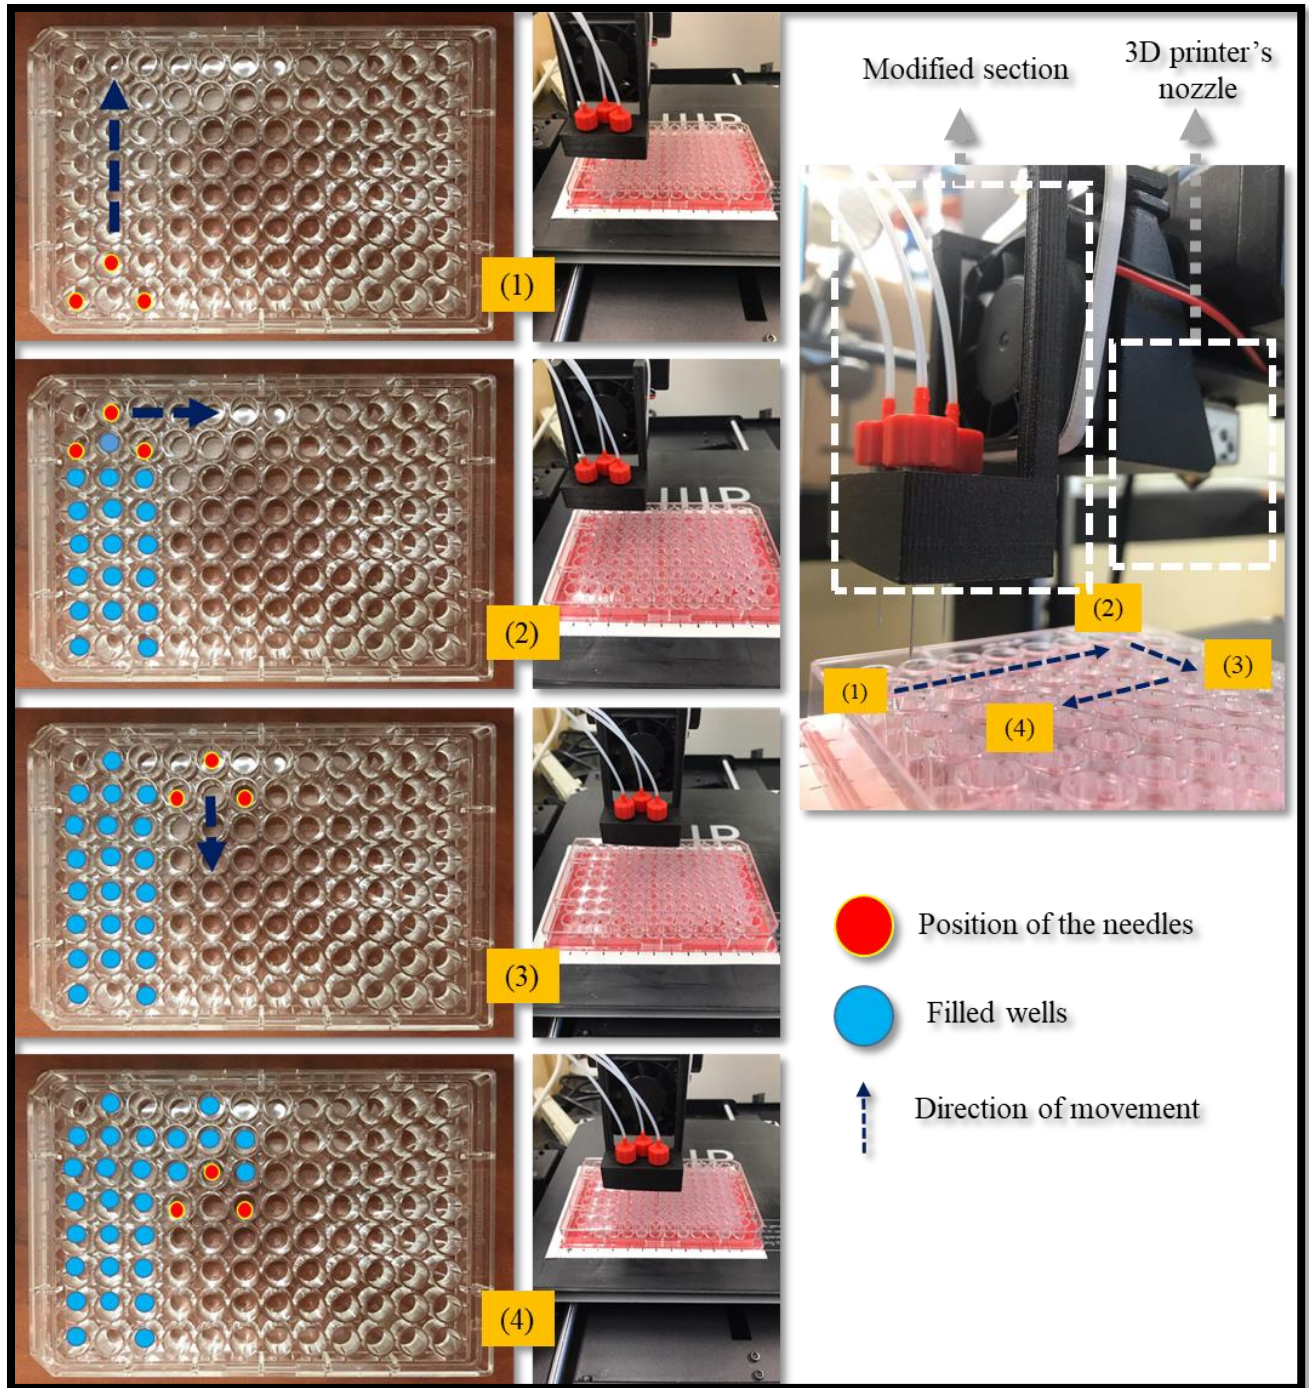 Modified section
3D printer's
nozzle
(1)
(2)
(3)
(4)
(1)
(2)
(3)
(4)
Position of the needles
Filled wells
Direction of movement